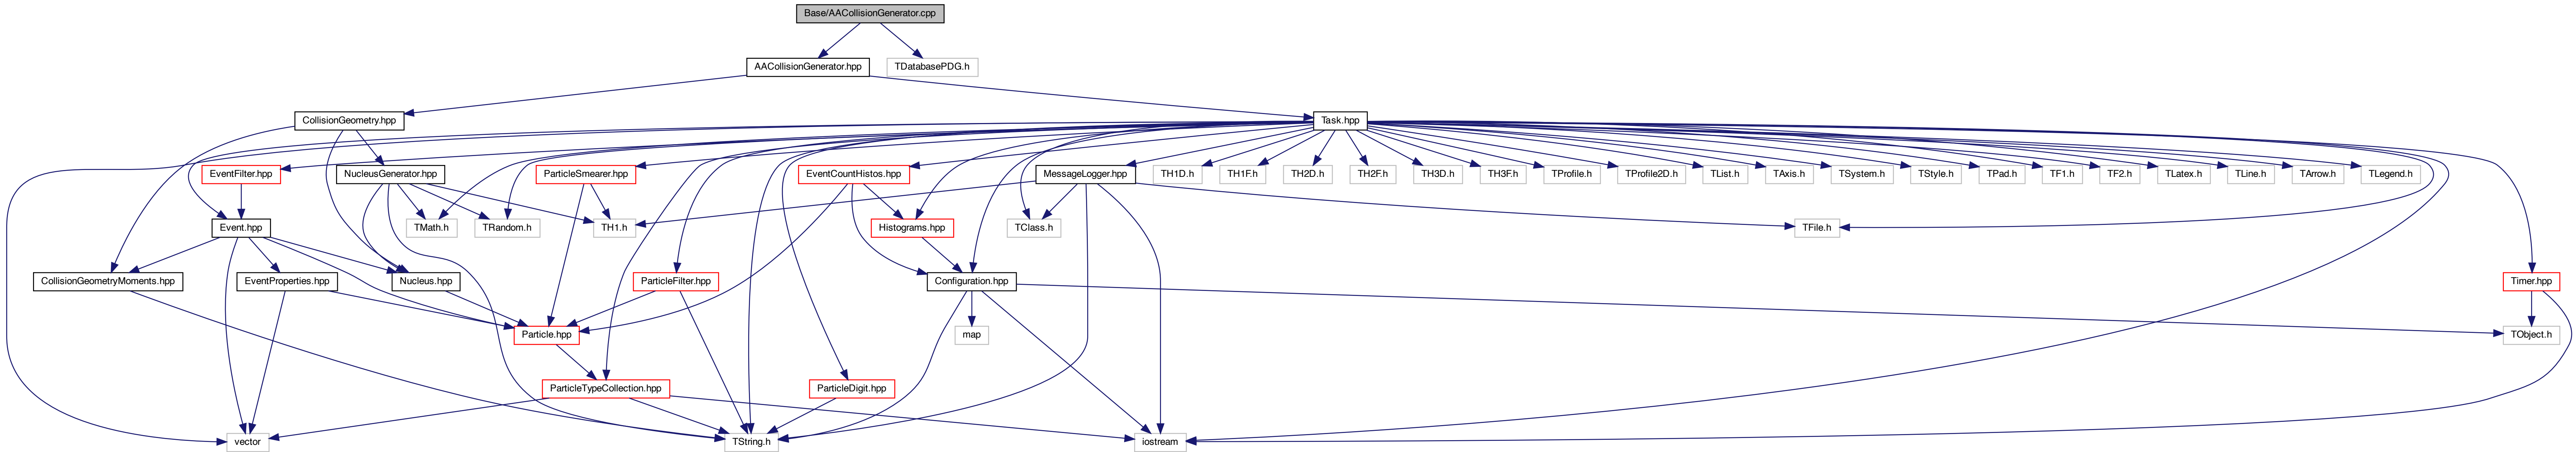 Base/AACollisionGenerator.cpp
AACollisionGenerator.hpp
TDatabasePDG.h
CollisionGeometry.hpp
Task.hpp
EventFilter.hpp
NucleusGenerator.hpp
ParticleSmearer.hpp
EventCountHistos.hpp
MessageLogger.hpp
TH1D.h
TH1F.h
TH2D.h
TH2F.h
TH3D.h
TH3F.h
TProfile.h
TProfile2D.h
TList.h
TAxis.h
TSystem.h
TStyle.h
TPad.h
TF1.h
TF2.h
TLatex.h
TLine.h
TArrow.h
TLegend.h
Event.hpp
TMath.h
TRandom.h
TH1.h
Histograms.hpp
TClass.h
TFile.h
CollisionGeometryMoments.hpp
EventProperties.hpp
Nucleus.hpp
ParticleFilter.hpp
Configuration.hpp
Timer.hpp
Particle.hpp
map
TObject.h
ParticleTypeCollection.hpp
ParticleDigit.hpp
vector
TString.h
iostream